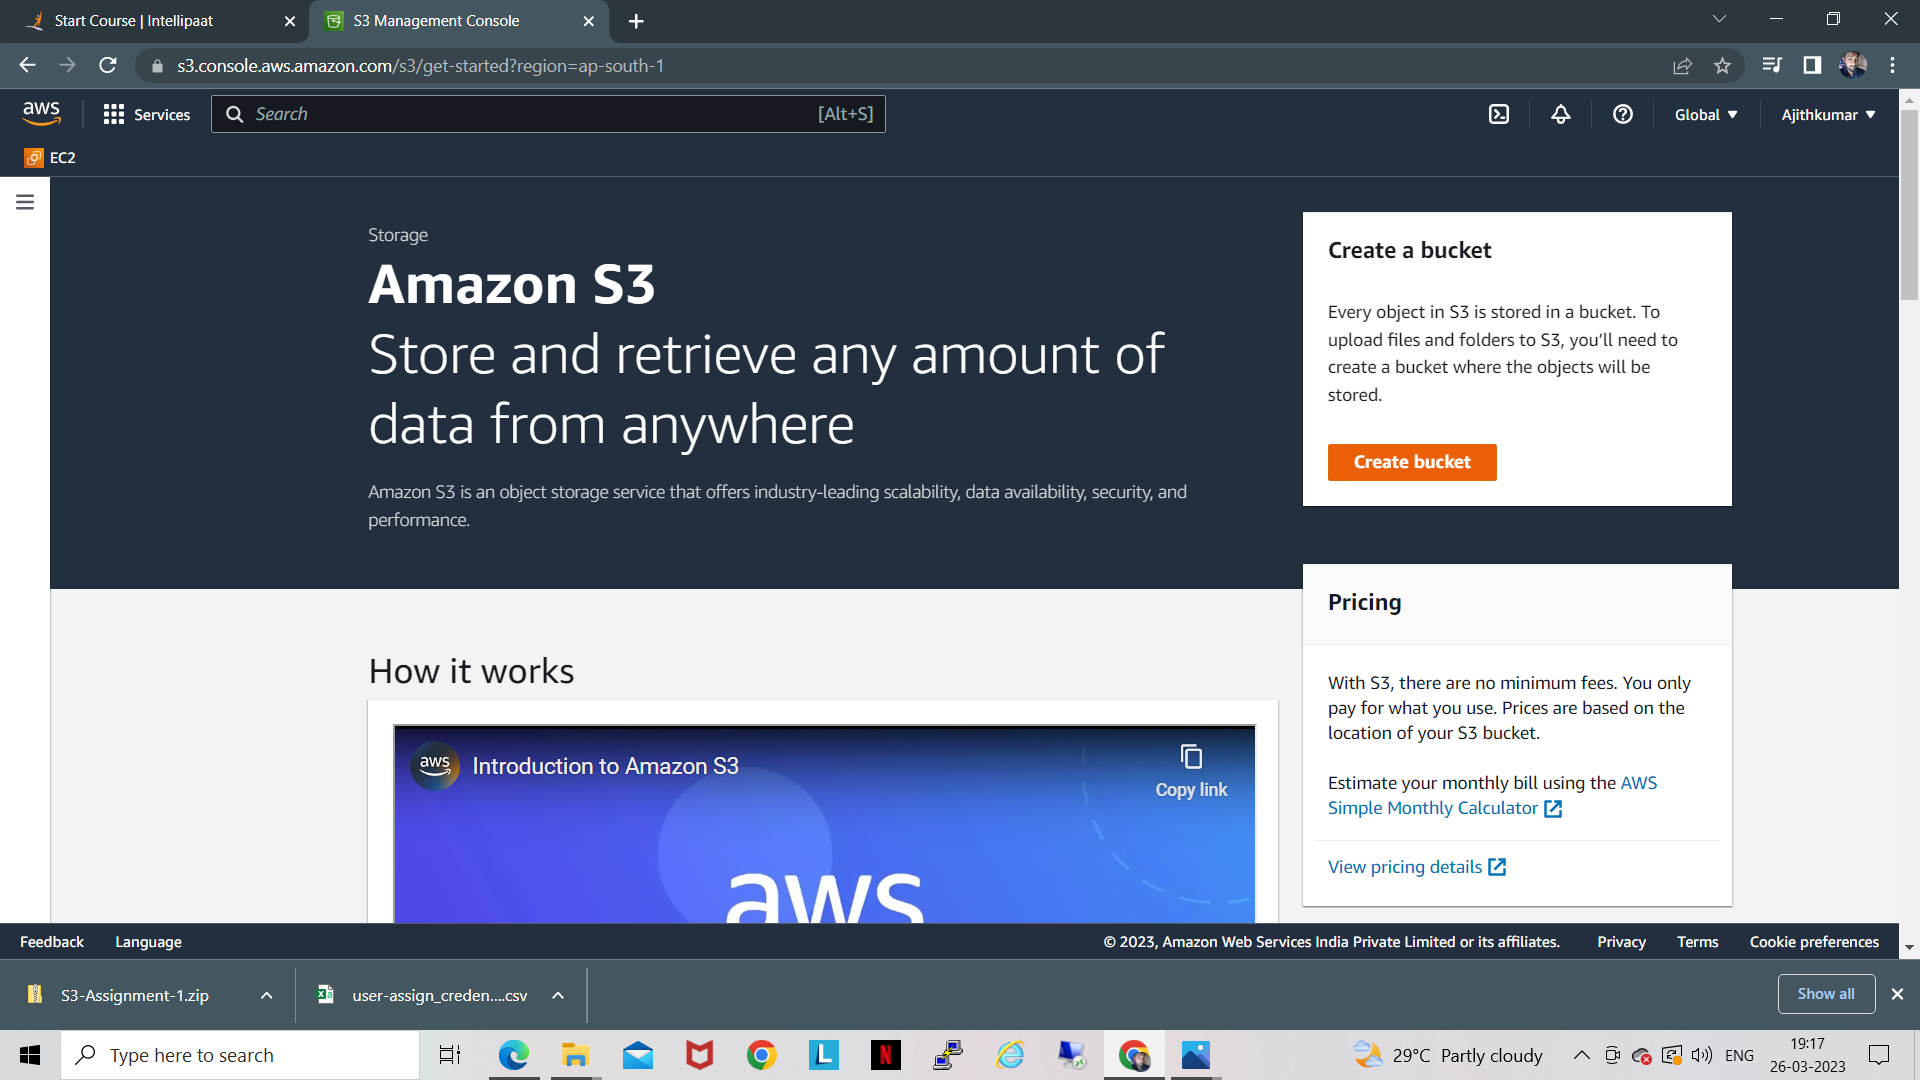 Start Course | Intellipaat
S3 Management Console
s3.console.aws.amazon.com/s3/get-started?region=ap-south-1
aws
Services
Search
[Alt+S]
Global
Ajithkumar
EC2
Storage
Amazon S3
Store and retrieve any amount of
data from anywhere
Amazon S3 is an object storage service that offers industry-leading scalability, data availability, security, and
performance.
Create a bucket
Every object in S3 is stored in a bucket. To
upload files and folders to S3, you’ll need to
create a bucket where the objects will be
stored.
Create bucket
Pricing
With S3, there are no minimum fees. You only
pay for what you use. Prices are based on the
location of your S3 bucket.
Estimate your monthly bill using the AWS
Simple Monthly Calculator
View pricing details
How it works
aws
Introduction to Amazon S3
Copy link
aws
Feedback
Language
© 2023, Amazon Web Services India Private Limited or its affiliates.
Privacy
Terms
Cookie preferences
S3-Assignment-1.zip
user-assign_creden....csv
Show all
Type here to search
L
N
29°C Partly cloudy
ENG
19:17
26-03-2023